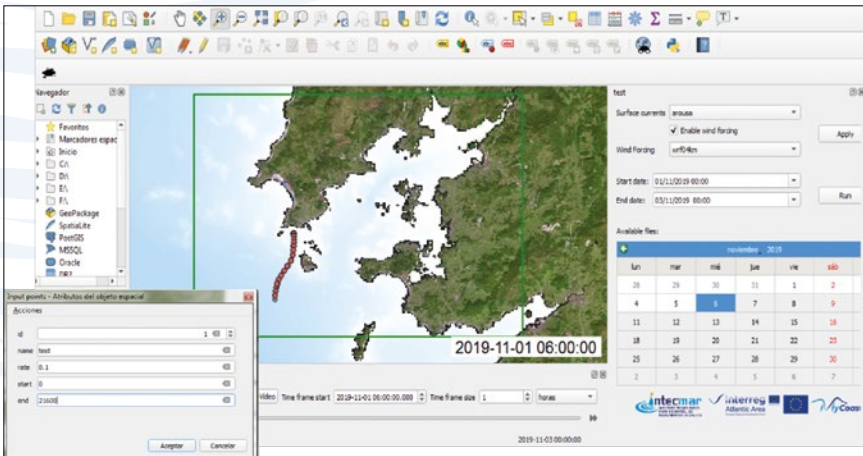 Navegador
Favoritos
Marcadores espac
Inicio
C:\
D:\
E:\
F:\
GeoPackage
SpatiaLite
PostGIS
MSSQL
Oracle
DB2
Input points - Atributos del objeto espacial
Acciones
id 1
name test
rate 0.1
start 0
end 21600
Aceptar Cancelar
2019-11-01 06:00:00
Video Time frame start 2019-11-01 06:00:00.000 Time frame size 1 horas
2019-11-03 00:00:00
test
Surface currents arousa
Enable wind forcing
Apply
Wind Forcing wrf04km
Start date: 01/11/2019 00:00
End date: 03/11/2019 00:00
Run
Available files:
noviembre, 2019
lun mar mié jue vie sáb
28 29 30 31 1 2
4 5 6 7 8 9
11 12 13 14 15 16
18 19 20 21 22 23
25 26 27 28 29 30
2 3 4 5 6 7
intecmar
Interreg
Atlantic Area
MyCoast